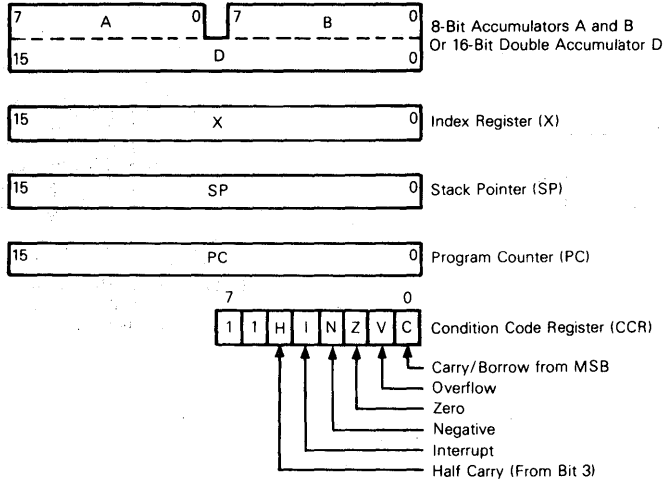 7 A 0 7 B 0
8-Bit Accumulators A and B
Or 16-Bit Double Accumulator D
15 D 0
15 X 0 Index Register (X)
15 SP 0 Stack Pointer (SP)
15 PC 0 Program Counter (PC)
7 0
1 1 H I N Z V C Condition Code Register (CCR)
Carry/Borrow from MSB
Overflow
Zero
Negative
Interrupt
Half Carry (From Bit 3)